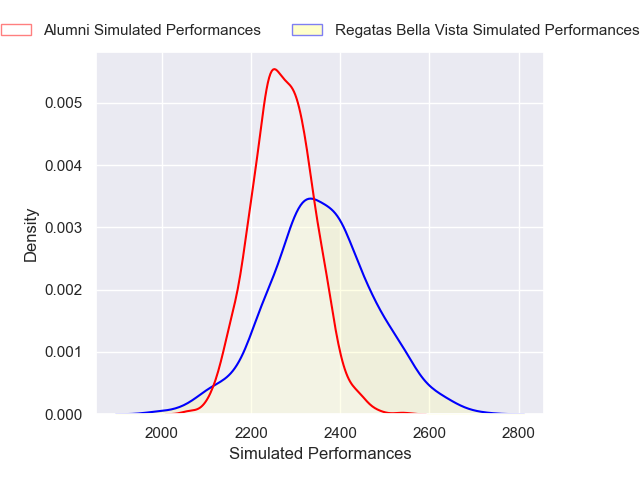 Alumni Simulated Performances Regatas Bella Vista Simulated Performances
0.005
0.004
0.003
0.002
0.001
0.000
Density
2000 2200 2400 2600 2800
Simulated Performances